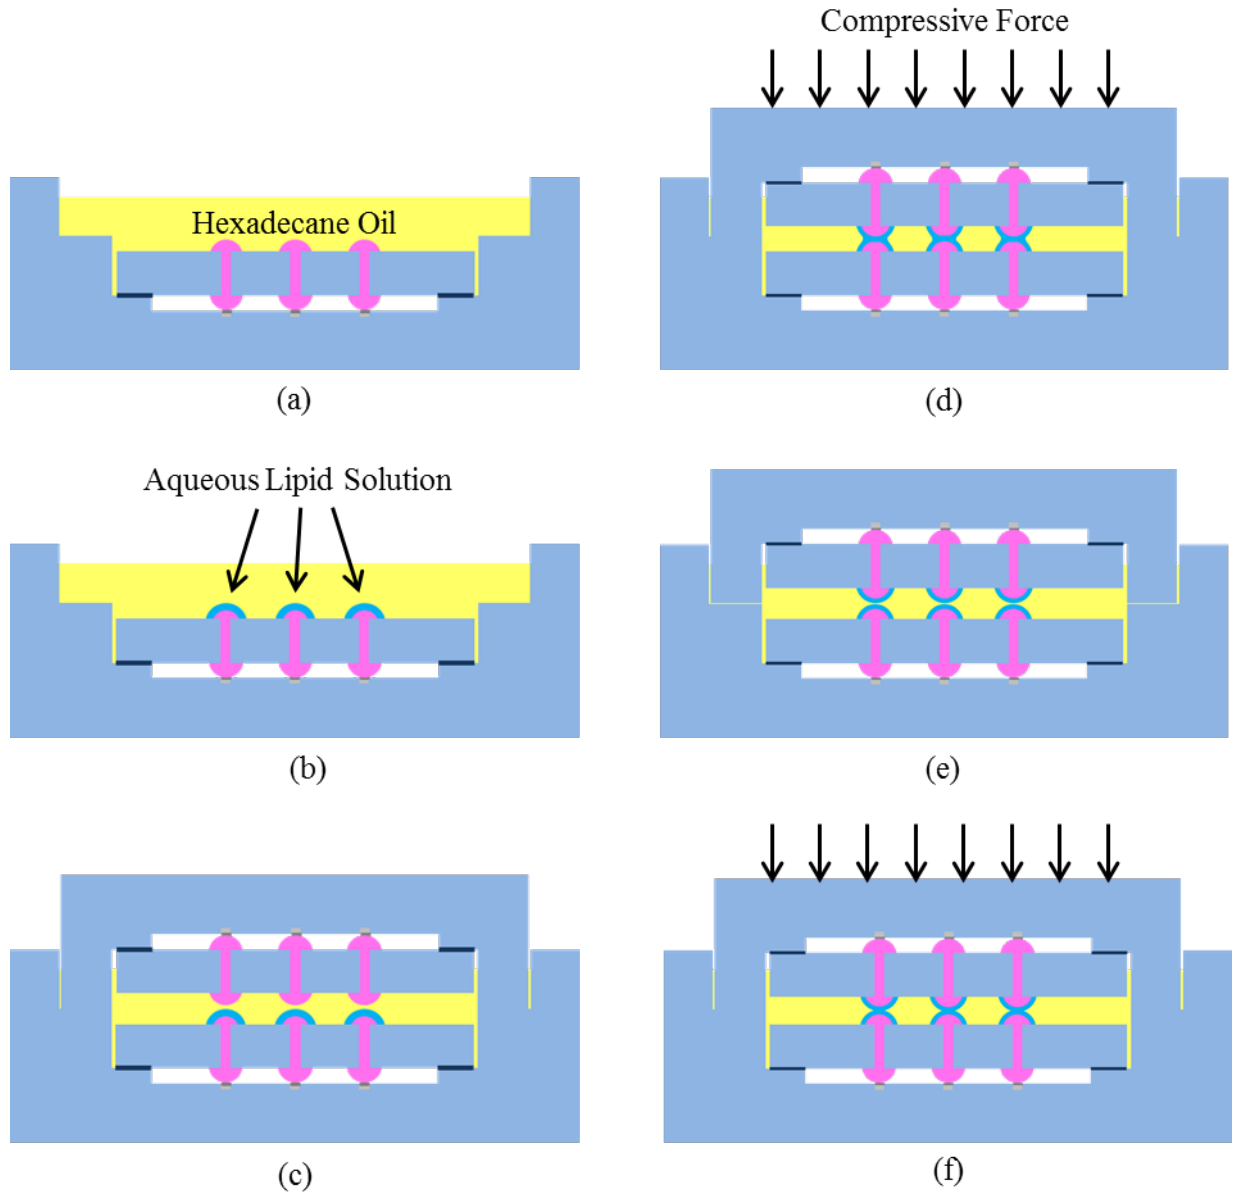 Compressive Force
Hexadecane Oil
(a)
(d)
Aqueous Lipid Solution
(b)
(e)
(c)
(f)